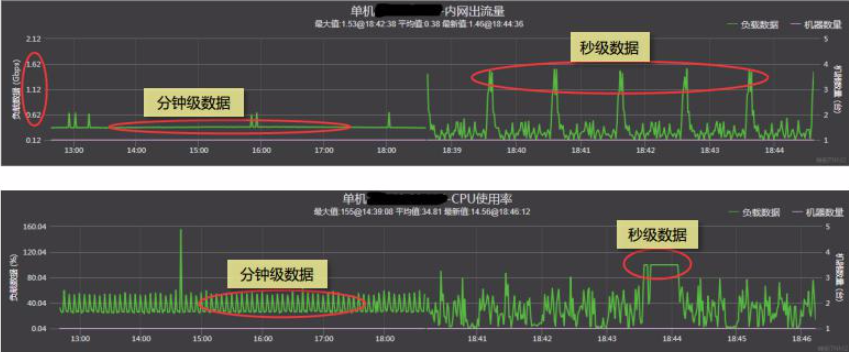 单机 -内网出流量
最大值:1.53@18:42:38 平均值:0.38 最新值:1.46@18:44:36
负载数据 机器数量
负载数据 (Gbps)
2.12
1.62
1.12
0.62
0.12
分钟级数据
秒级数据
5
4
3
2
1
机器数量 (台)
13:00 14:00 15:00 16:00 17:00 18:00 18:39 18:40 18:41 18:42 18:43 18:44
单机 -CPU使用率
最大值:155@14:39:08 平均值:34.81 最新值:14.56@18:46:12
负载数据 机器数量
负载数据 (%)
160.04
120.04
80.04
40.04
0.04
分钟级数据
秒级数据
5
4
3
2
1
机器数量 (台)
13:00 14:00 15:00 16:00 17:00 18:00 18:41 18:42 18:43 18:44 18:45 18:46